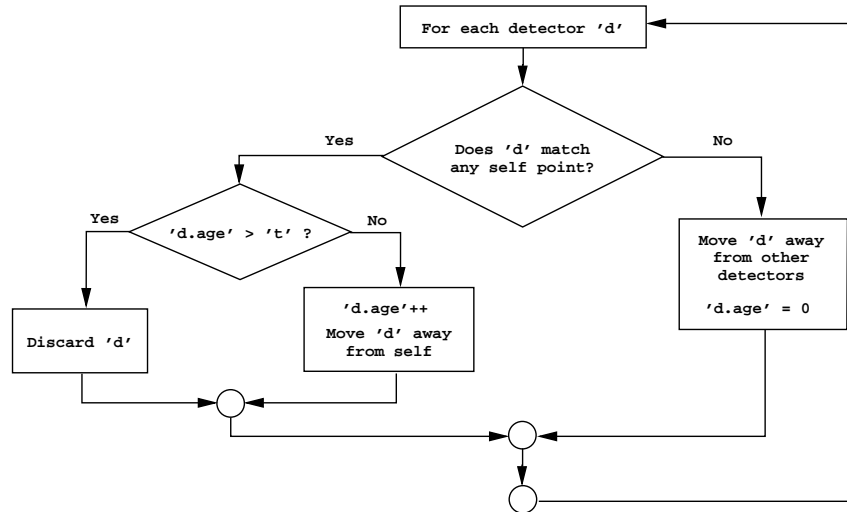 For each detector ’d’
Does ’d’ match
any self point?
Yes
No
’d.age’ > ’t’ ?
Yes
No
Move ’d’ away
from other
detectors
’d.age’ = 0
Discard ’d’
’d.age’++
Move ’d’ away
from self